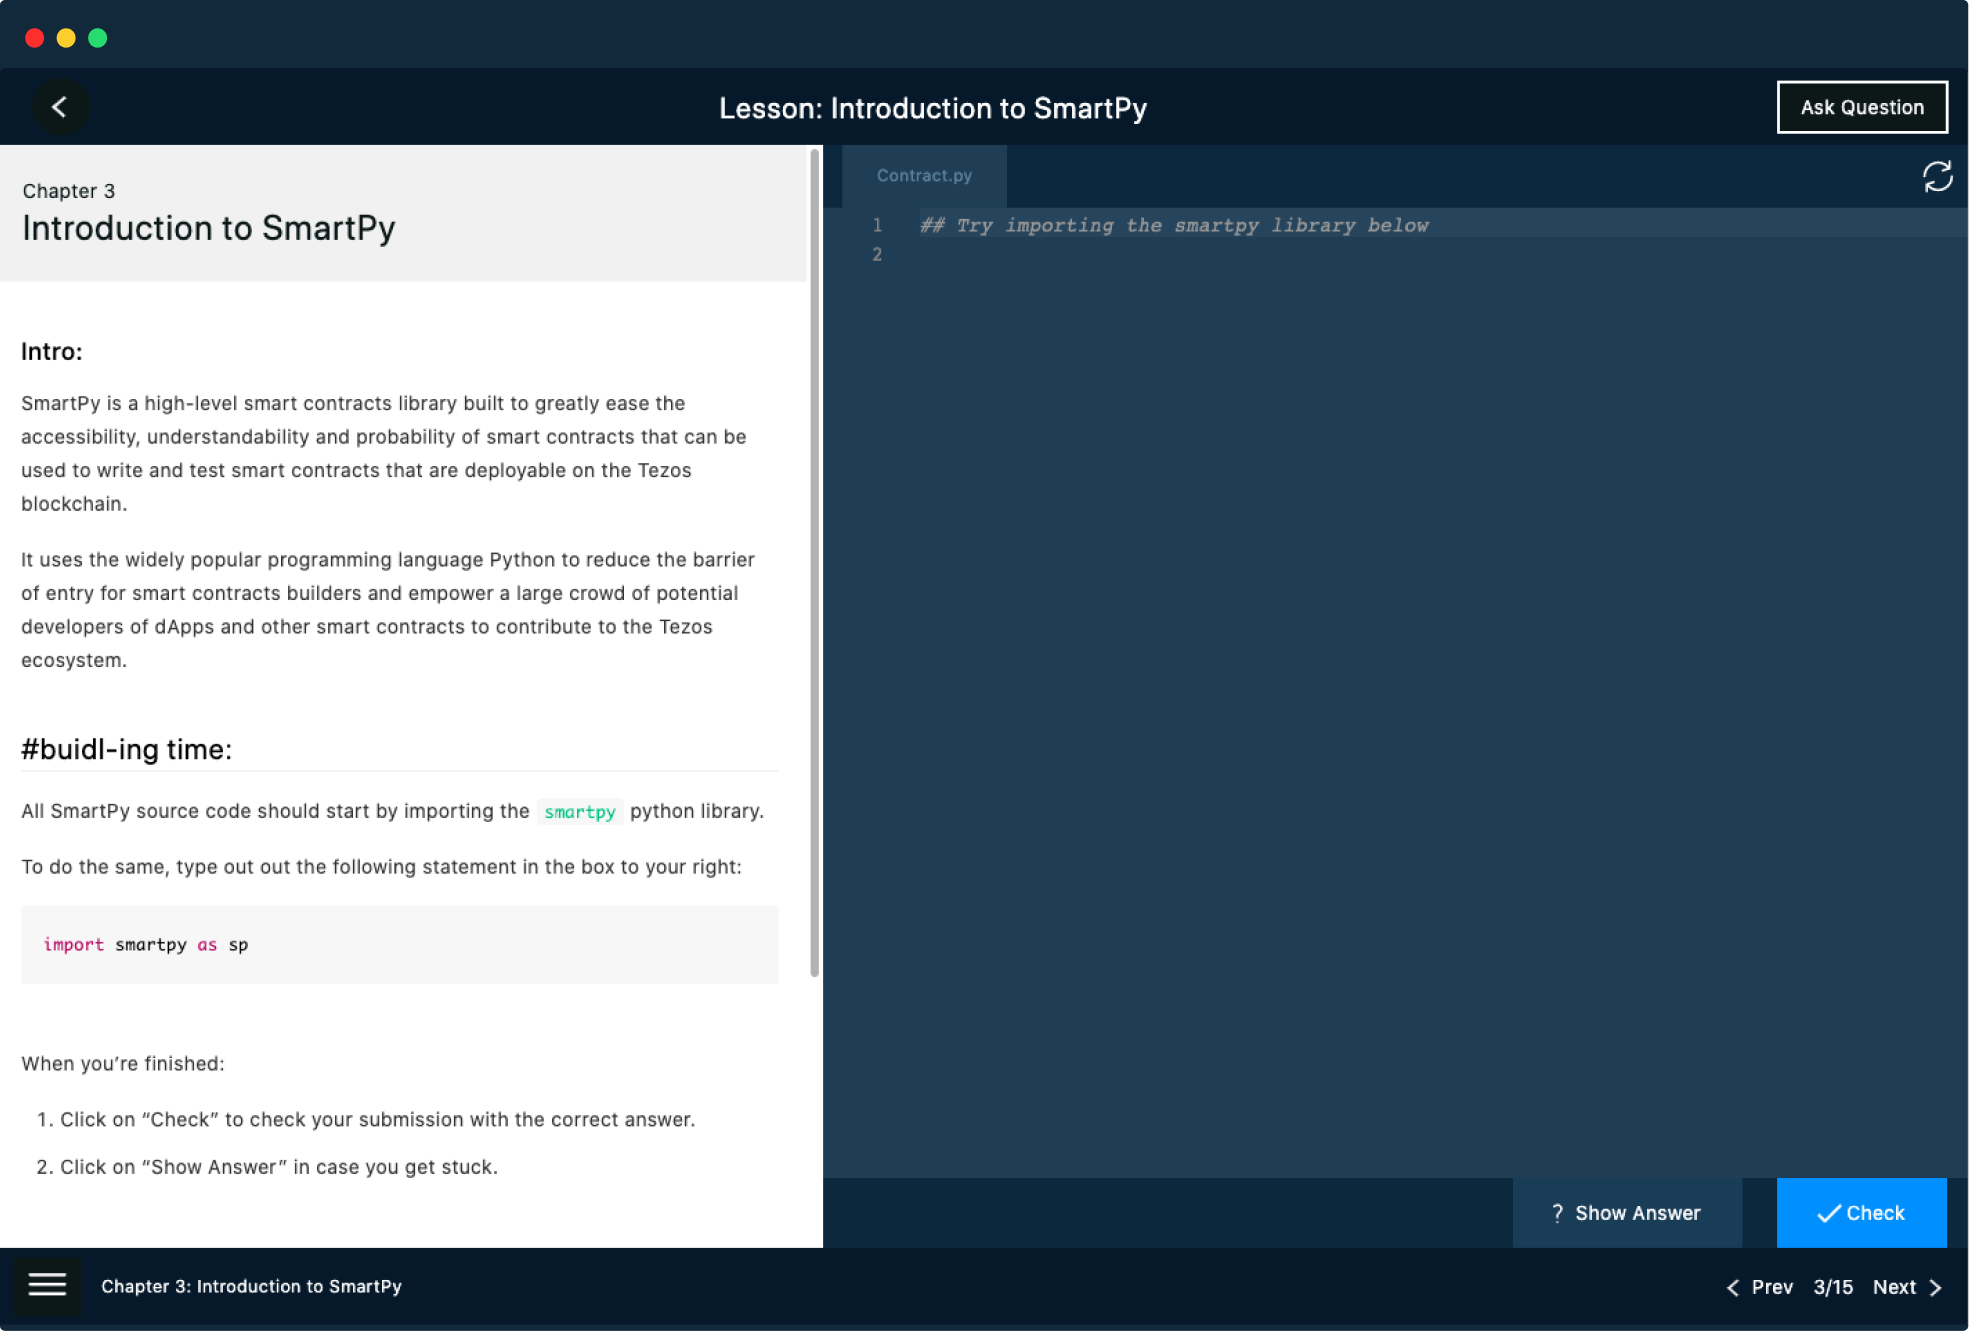 Lesson: Introduction to SmartPy
Ask Question
Chapter 3
Introduction to SmartPy
Intro:
SmartPy is a high-level smart contracts library built to greatly ease the
accessibility, understandability and probability of smart contracts that can be
used to write and test smart contracts that are deployable on the Tezos
blockchain.
It uses the widely popular programming language Python to reduce the barrier
of entry for smart contracts builders and empower a large crowd of potential
developers of dApps and other smart contracts to contribute to the Tezos
ecosystem.
#buidl-ing time:
All SmartPy source code should start by importing the smartpy python library.
To do the same, type out out the following statement in the box to your right:
import smartpy as sp
When you’re finished:
1. Click on “Check” to check your submission with the correct answer.
2. Click on “Show Answer” in case you get stuck.
Contract.py
1 ## Try importing the smartpy library below
2
? Show Answer
Check
Chapter 3: Introduction to SmartPy
Prev 3/15 Next